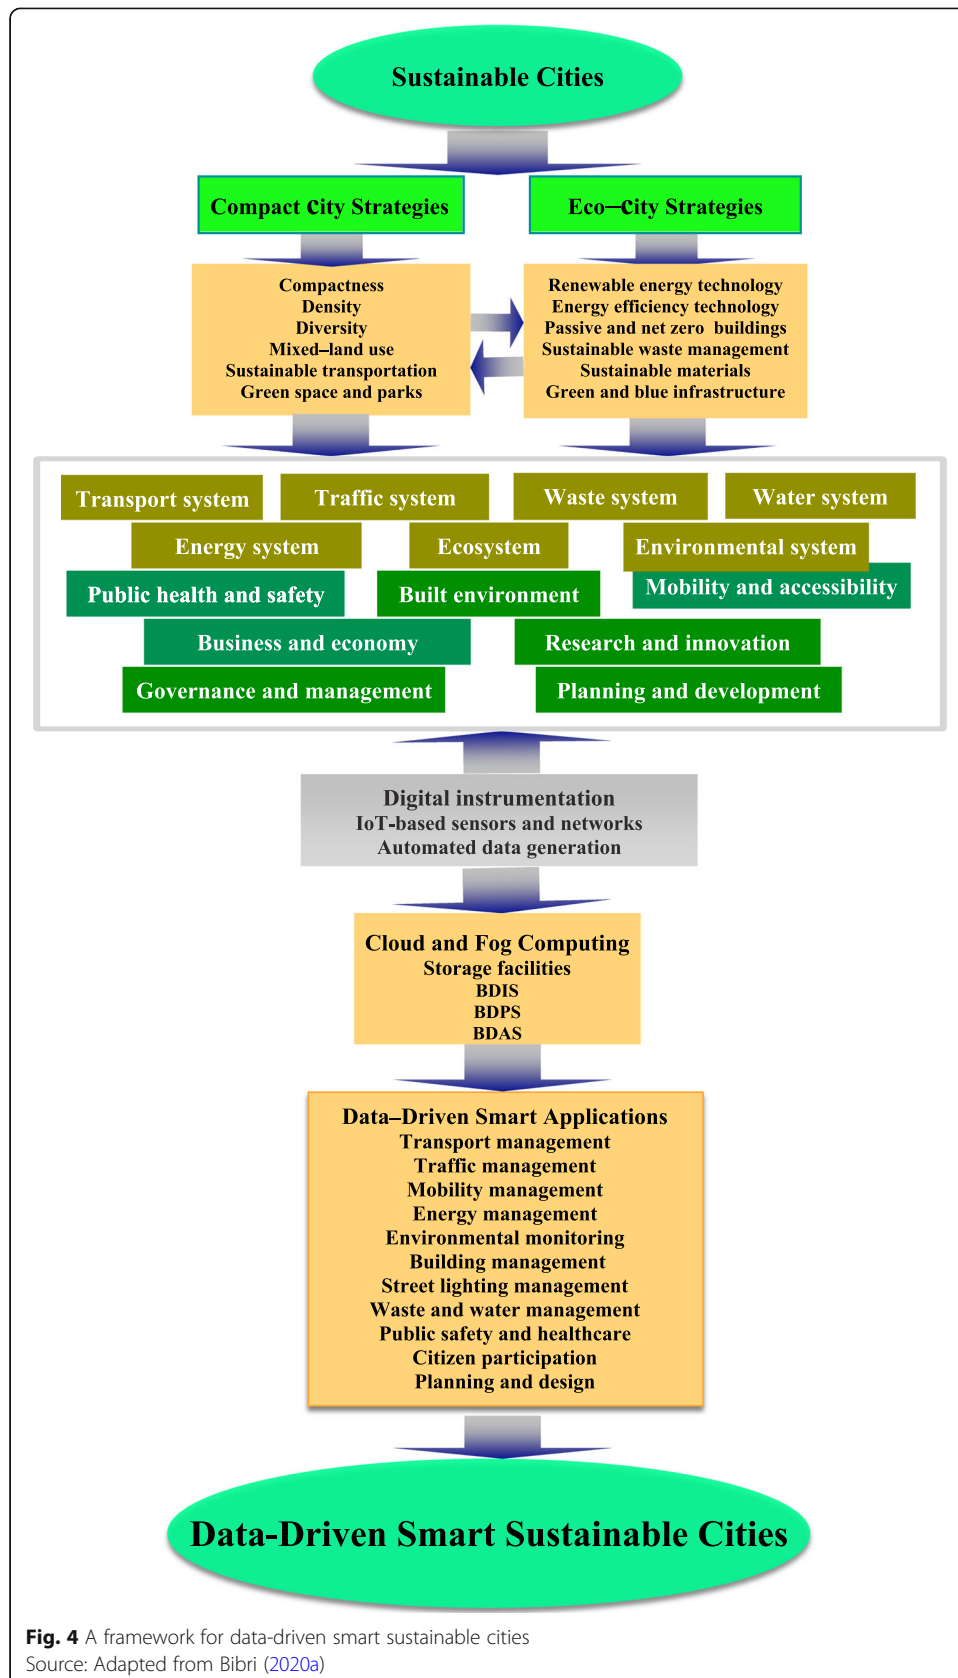 Sustainable Cities
Compact city Strategies
Eco–city Strategies
Compactness
Density
Diversity
Mixed–land use
Sustainable transportation
Green space and parks
Renewable energy technology
Energy efficiency technology
Passive and net zero buildings
Sustainable waste management
Sustainable materials
Green and blue infrastructure
Transport system
Traffic system
Waste system
Water system
Energy system
Ecosystem
Environmental system
Public health and safety
Built environment
Mobility and accessibility
Business and economy
Research and innovation
Governance and management
Planning and development
Digital instrumentation
IoT-based sensors and networks
Automated data generation
Cloud and Fog Computing
Storage facilities
BDIS
BDPS
BDAS
Data–Driven Smart Applications
Transport management
Traffic management
Mobility management
Energy management
Environmental monitoring
Building management
Street lighting management
Waste and water management
Public safety and healthcare
Citizen participation
Planning and design
Data-Driven Smart Sustainable Cities
Fig. 4 A framework for data-driven smart sustainable cities
Source: Adapted from Bibri (2020a)